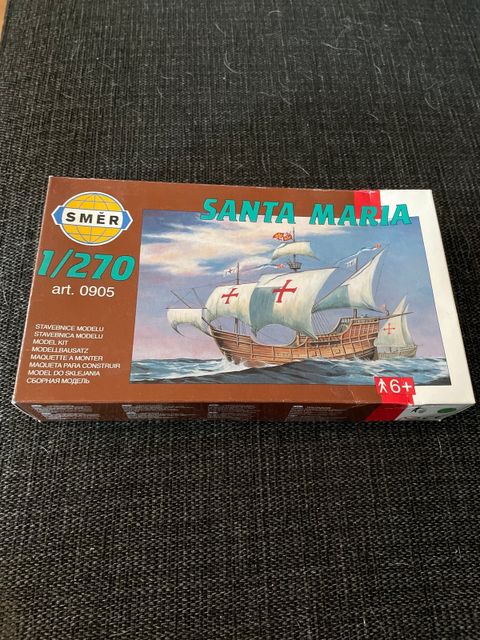 SMĚR
SANTA MARIA
1/270
art. 0905
STAVEBNICE MODELU
STAVEBNICA MODELU
MODEL KIT
MODELLBAUSATZ
MAQUETTE A MONTER
MAQUETA PARA CONSTRUIR
MODEL DO SKLEJANIA
СБОРНАЯ МОДЕЛЬ
6+